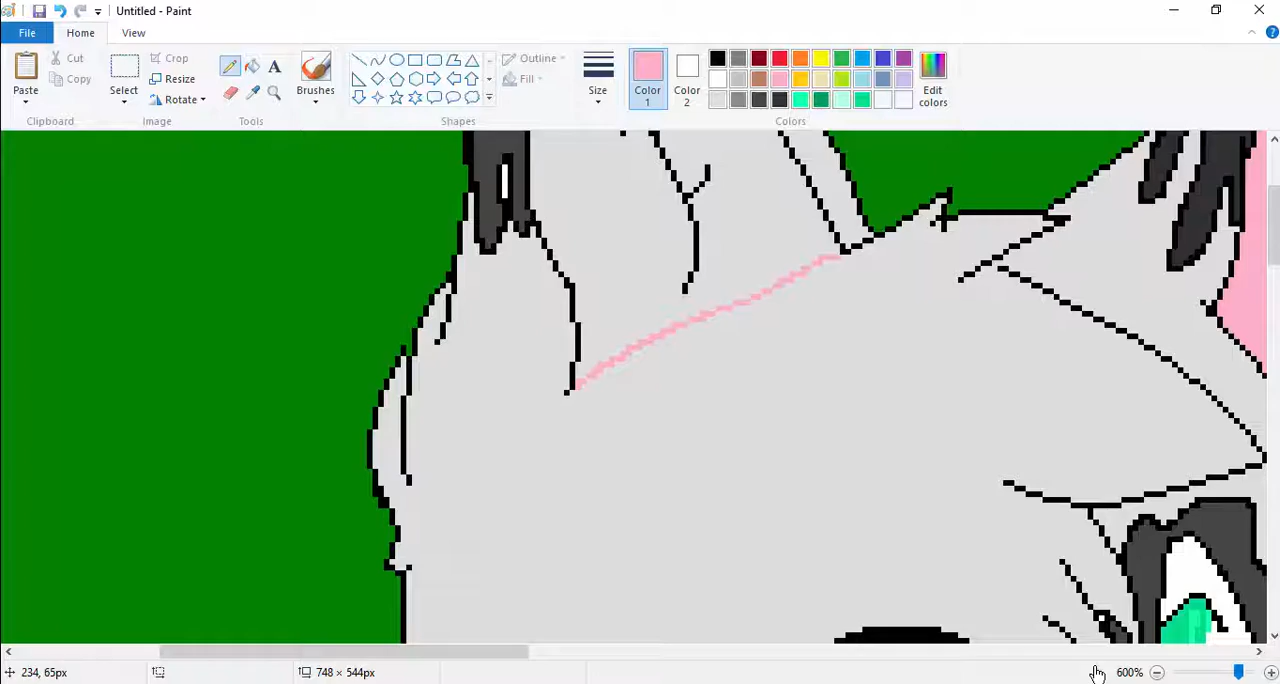 Untitled - Paint
File Home View
Paste
Cut
Copy
Clipboard
Select
Crop
Resize
Rotate
Image
A
Tools
Brushes
Outline
Fill
Shapes
Size
Color 1
Color 2
Edit colors
Colors
234, 65px
748 × 544px
600%